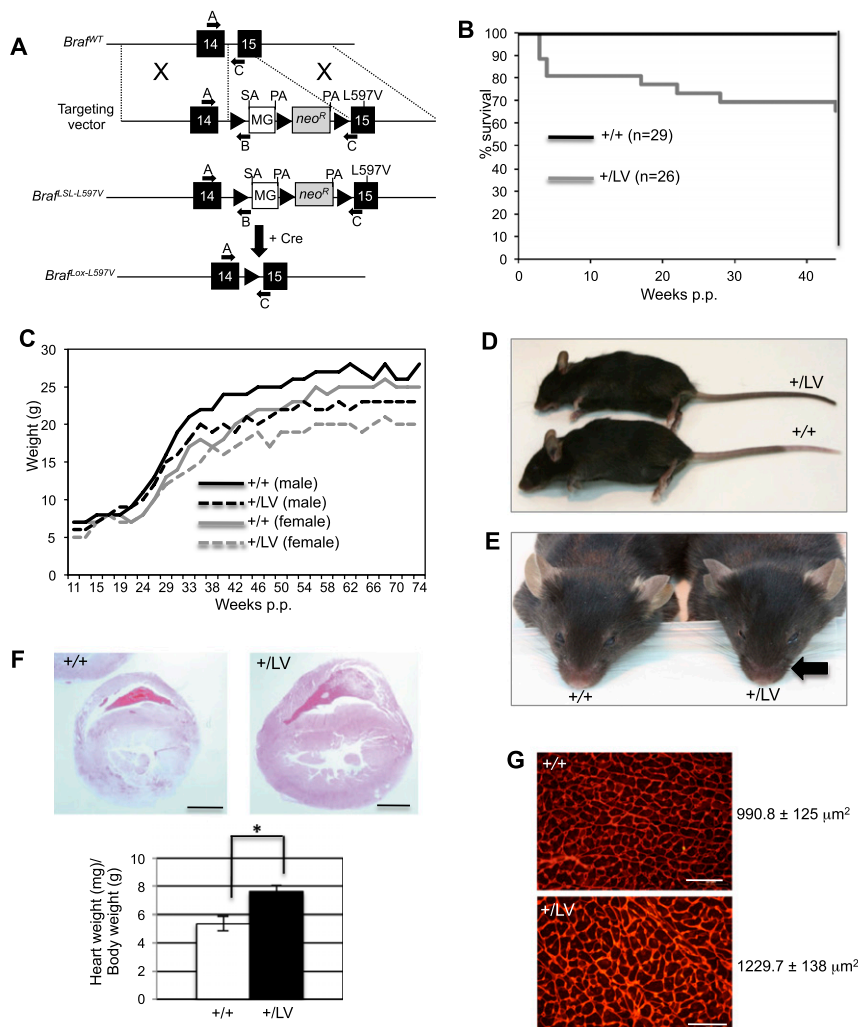 A
Braf^WT
A
14
15
C
X
X
Targeting
vector
A
14
SA
MG
PA
neo^R
PA
L597V
15
B
C
Braf^LSL-L597V
A
14
SA
MG
PA
neo^R
PA
L597V
15
B
C
+ Cre
Braf^Lox-L597V
A
14
15
C
B
% survival
100
90
80
70
60
50
40
30
20
10
0
+/+ (n=29)
+/LV (n=26)
0
10
20
30
40
Weeks p.p.
C
Weight (g)
30
25
20
15
10
5
0
+/+ (male)
+/LV (male)
+/+ (female)
+/LV (female)
11 15 19 24 29 33 38 42 46 50 54 58 62 66 70 74
Weeks p.p.
D
+/LV
+/+
E
+/+
+/LV
F
+/+
+/LV
*
Heart weight (mg)/
Body weight (g)
10
8
6
4
2
0
+/+
+/LV
G
+/+
990.8 ± 125 µm²
+/LV
1229.7 ± 138 µm²